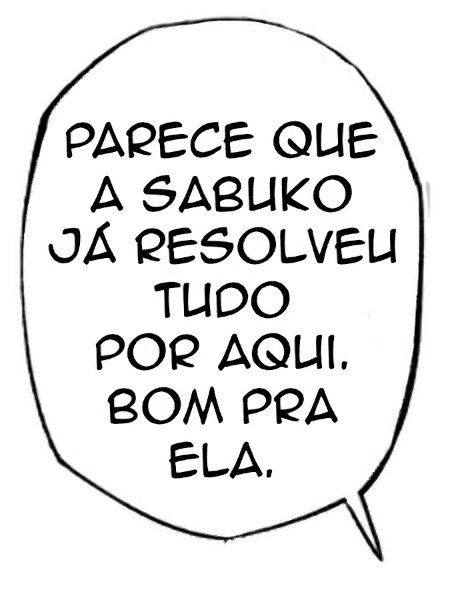 PARECE QUE
A SABUKO
JÁ RESOLVEU
TUDO
POR AQUI.
BOM PRA
ELA.